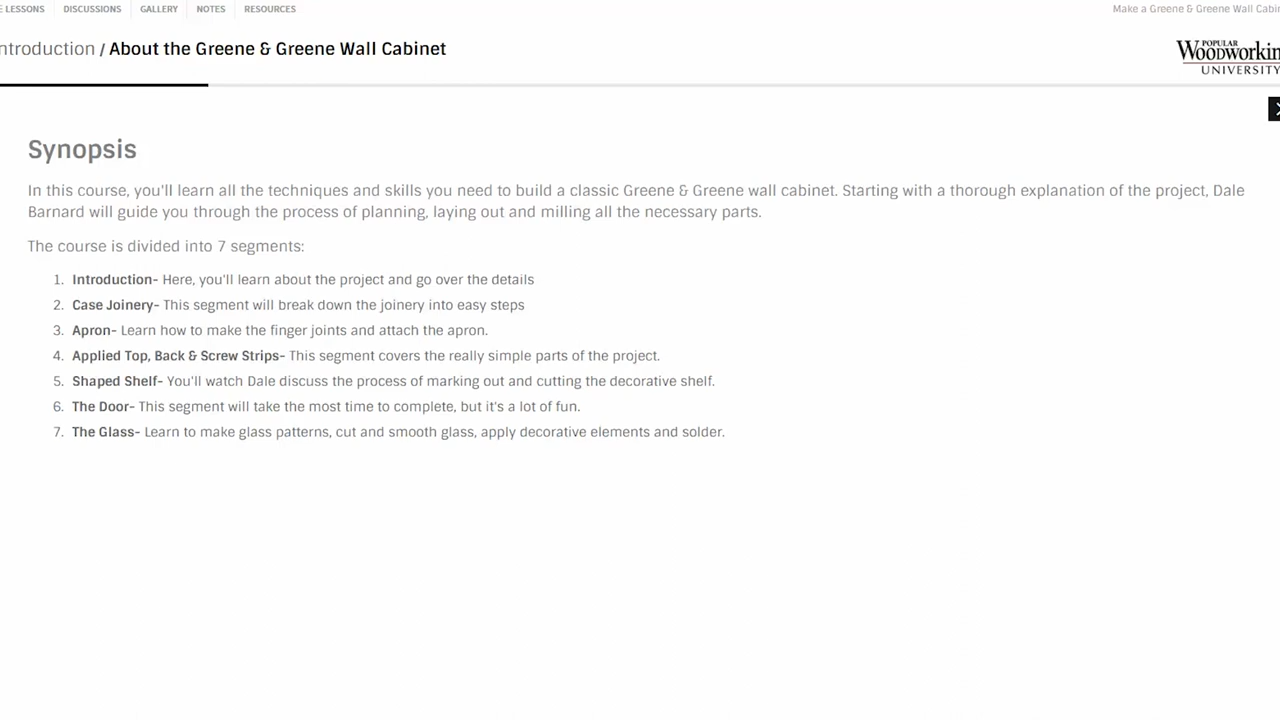 LESSONS DISCUSSIONS GALLERY NOTES RESOURCES Make a Greene & Greene Wall
ntroduction / About the Greene & Greene Wall Cabinet
POPULAR
Woodworkin
UNIVERSITY
Synopsis
In this course, you'll learn all the techniques and skills you need to build a classic Greene & Greene wall cabinet. Starting with a thorough explanation of the project, Dale
Barnard will guide you through the process of planning, laying out and milling all the necessary parts.
The course is divided into 7 segments:
1. Introduction- Here, you'll learn about the project and go over the details
2. Case Joinery- This segment will break down the joinery into easy steps
3. Apron- Learn how to make the finger joints and attach the apron.
4. Applied Top, Back & Screw Strips- This segment covers the really simple parts of the project.
5. Shaped Shelf- You'll watch Dale discuss the process of marking out and cutting the decorative shelf.
6. The Door- This segment will take the most time to complete, but it's a lot of fun.
7. The Glass- Learn to make glass patterns, cut and smooth glass, apply decorative elements and solder.